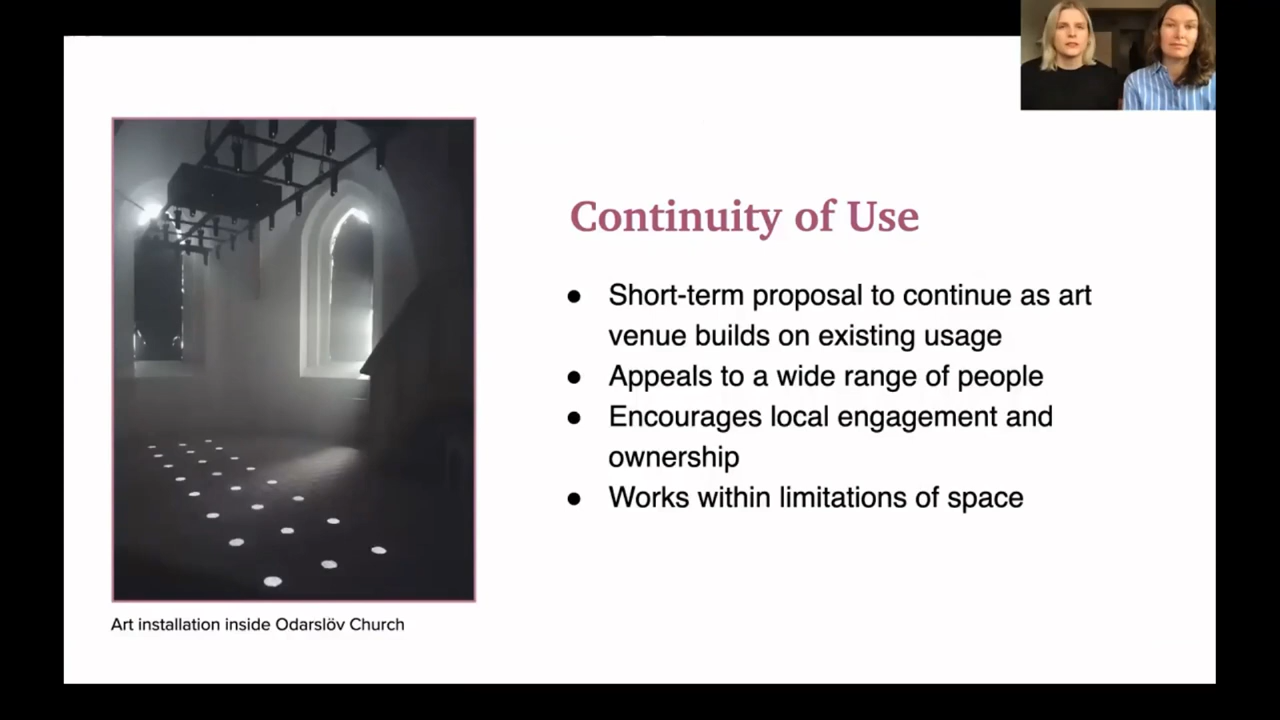 Continuity of Use
● Short-term proposal to continue as art
venue builds on existing usage
● Appeals to a wide range of people
● Encourages local engagement and
ownership
● Works within limitations of space
Art installation inside Odarslöv Church